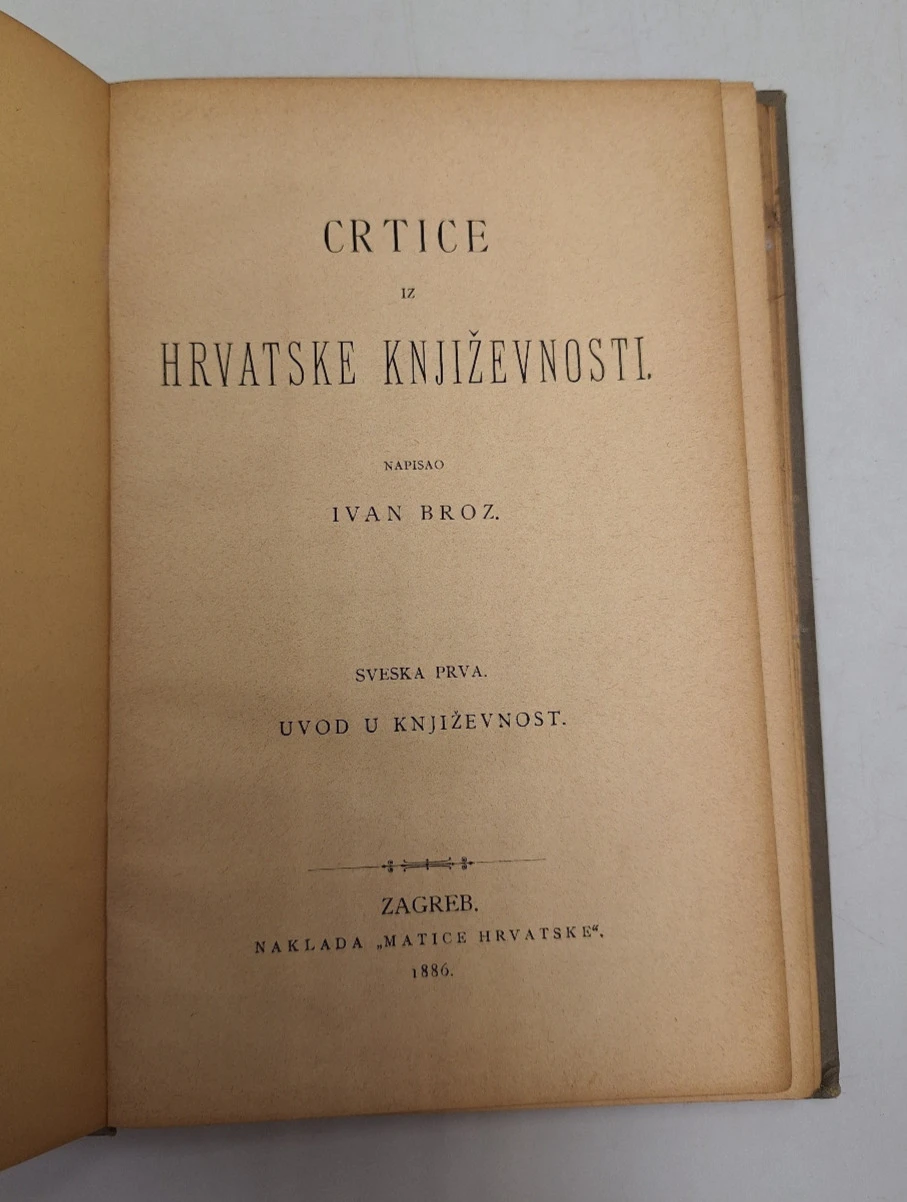 CRTICE
IZ
HRVATSKE KNJIŽEVNOSTI.
NAPISAO
IVAN BROZ.
SVESKA PRVA.
UVOD U KNJIŽEVNOST.
ZAGREB.
NAKLADA „MATICE HRVATSKE“.
1886.